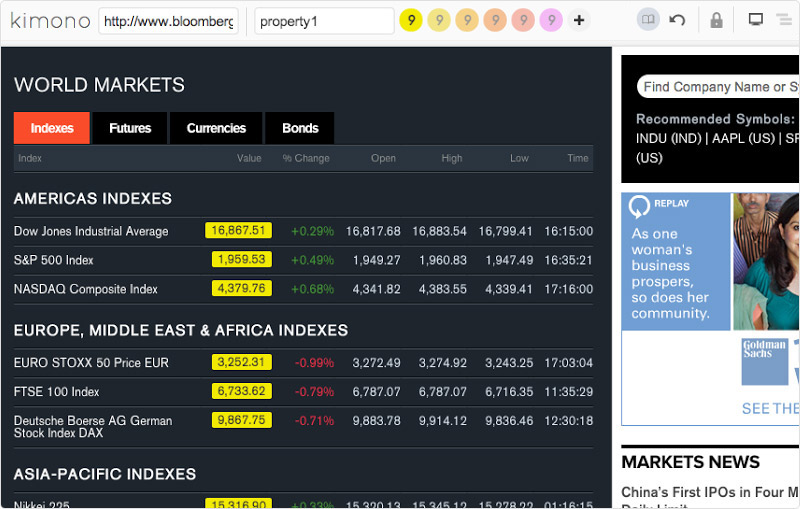 kimono http://www.bloomberg property1 9 9 9 9 9 9 +
WORLD MARKETS
Indexes Futures Currencies Bonds
Index Value % Change Open High Low Time
AMERICAS INDEXES
Dow Jones Industrial Average 16,867.51 +0.29% 16,817.68 16,883.54 16,799.41 16:15:00
S&P 500 Index 1,959.53 +0.49% 1,949.27 1,960.83 1,947.49 16:35:21
NASDAQ Composite Index 4,379.76 +0.68% 4,341.82 4,383.55 4,339.41 17:16:00
EUROPE, MIDDLE EAST & AFRICA INDEXES
EURO STOXX 50 Price EUR 3,252.31 -0.99% 3,272.49 3,274.92 3,243.25 17:03:04
FTSE 100 Index 6,733.62 -0.79% 6,787.07 6,787.07 6,716.35 11:35:29
Deutsche Boerse AG German 9,867.75 -0.71% 9,883.78 9,914.12 9,836.46 12:30:18
Stock Index DAX
ASIA-PACIFIC INDEXES
Nikkei 225 15,316.90 +0.33% 15,320.13 15,345.12 15,278.22 01:16:15
Find Company Name or Sy
Recommended Symbols:
INDU (IND) | AAPL (US) | SP
(US)
REPLAY
As one
woman's
business
prospers,
so does her
community.
Goldman
Sachs
SEE THE
MARKETS NEWS
China's First IPOs in Four M
Daily Limit